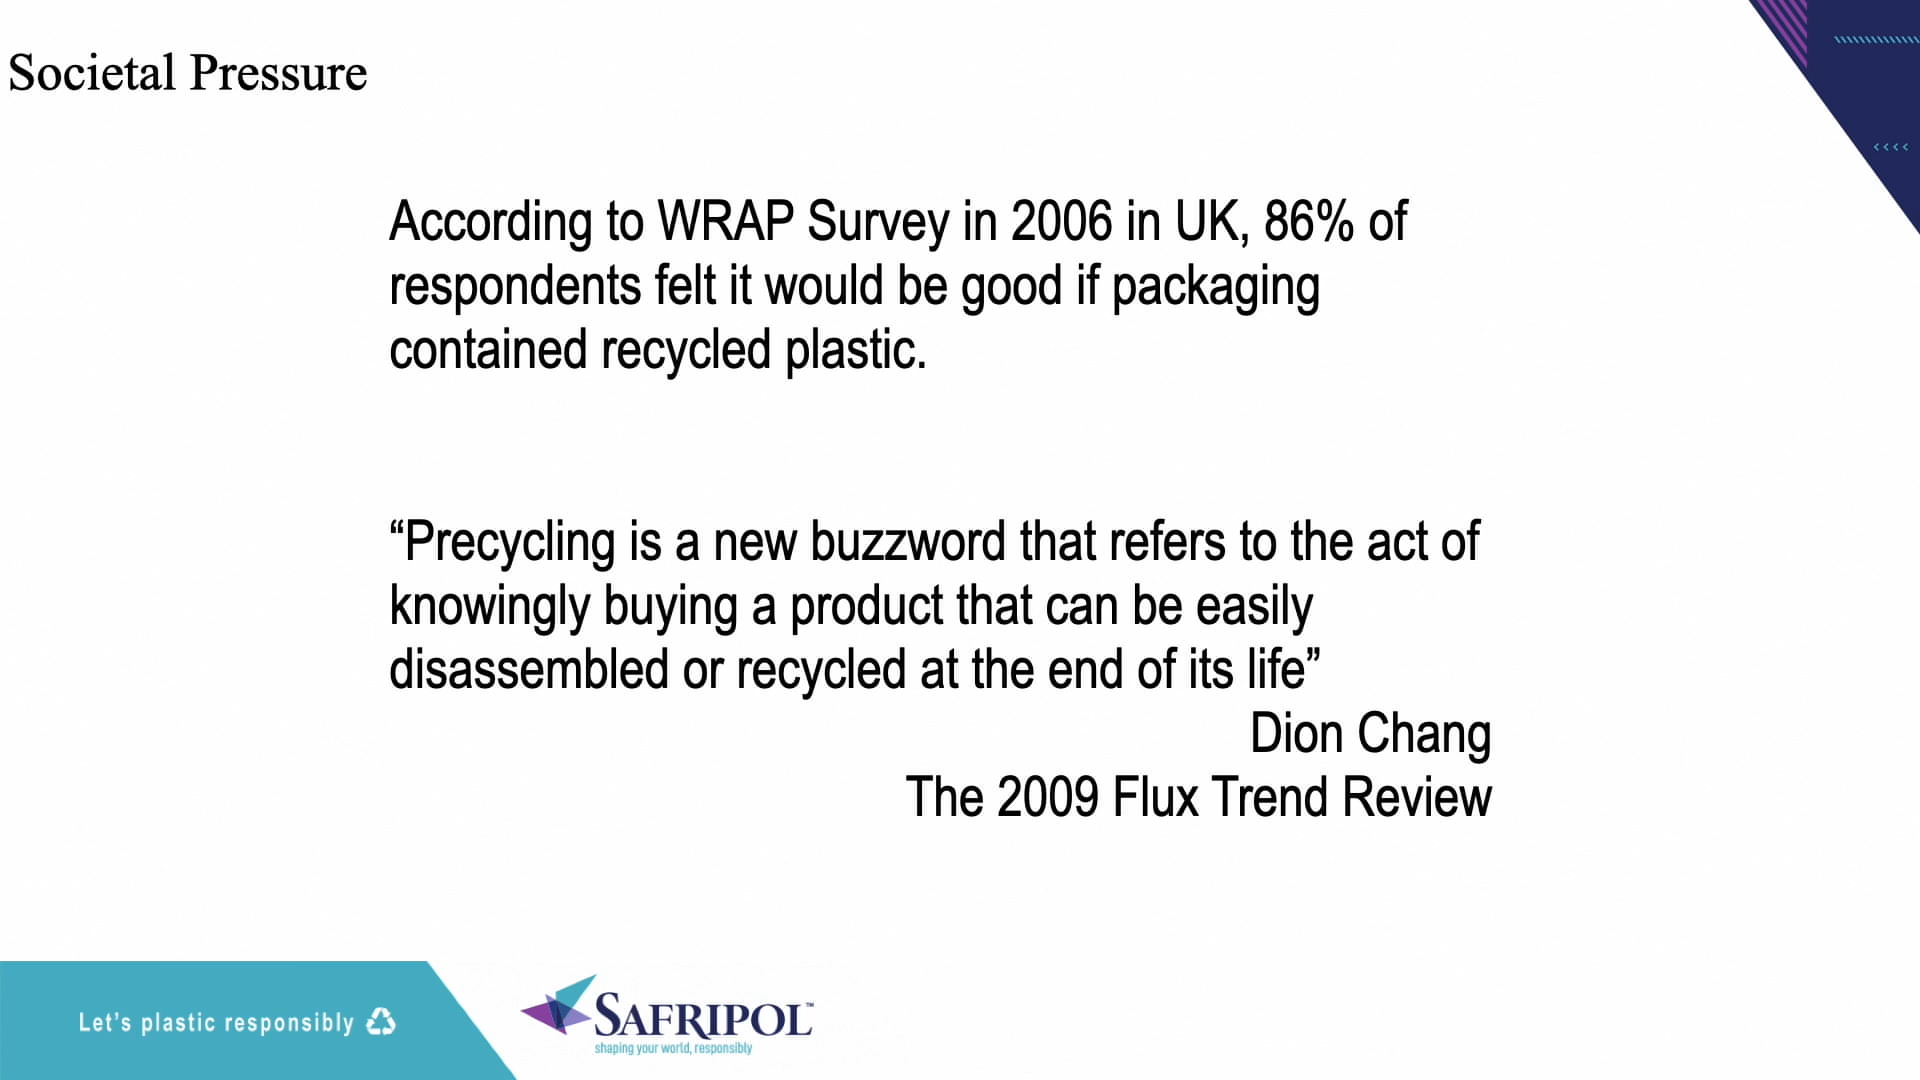 Societal Pressure
According to WRAP Survey in 2006 in UK, 86% of
respondents felt it would be good if packaging
contained recycled plastic.
“Precycling is a new buzzword that refers to the act of
knowingly buying a product that can be easily
disassembled or recycled at the end of its life”
Dion Chang
The 2009 Flux Trend Review
Let’s plastic responsibly
SAFRIPOL™
shaping your world, responsibly